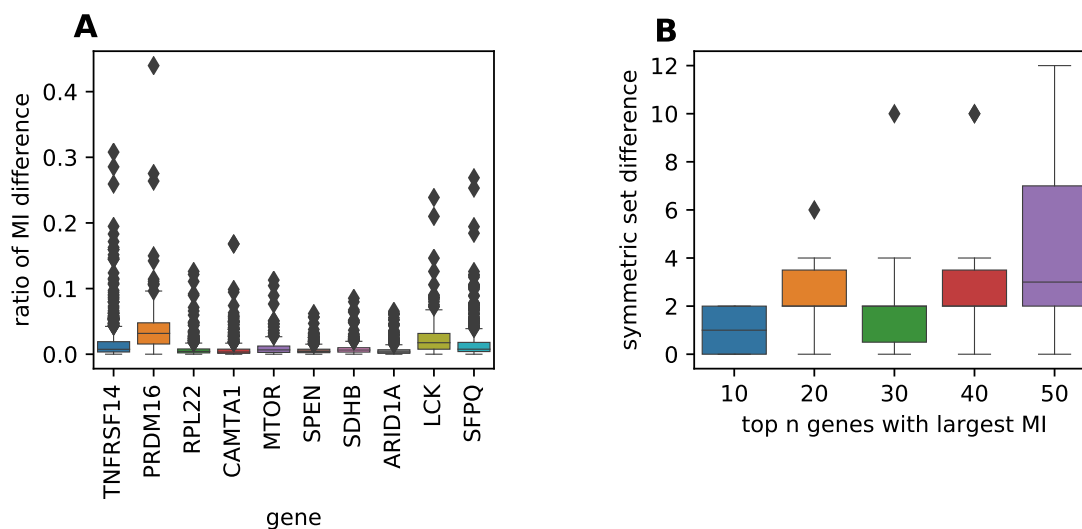 A
ratio of MI difference
0.4
0.3
0.2
0.1
0.0
TNFRSF14
PRDM16
RPL22
CAMTA1
MTOR
SPEN
SDHB
ARID1A
LCK
SFPQ
gene
B
symmetric set difference
12
10
8
6
4
2
0
10 20 30 40 50
top n genes with largest MI